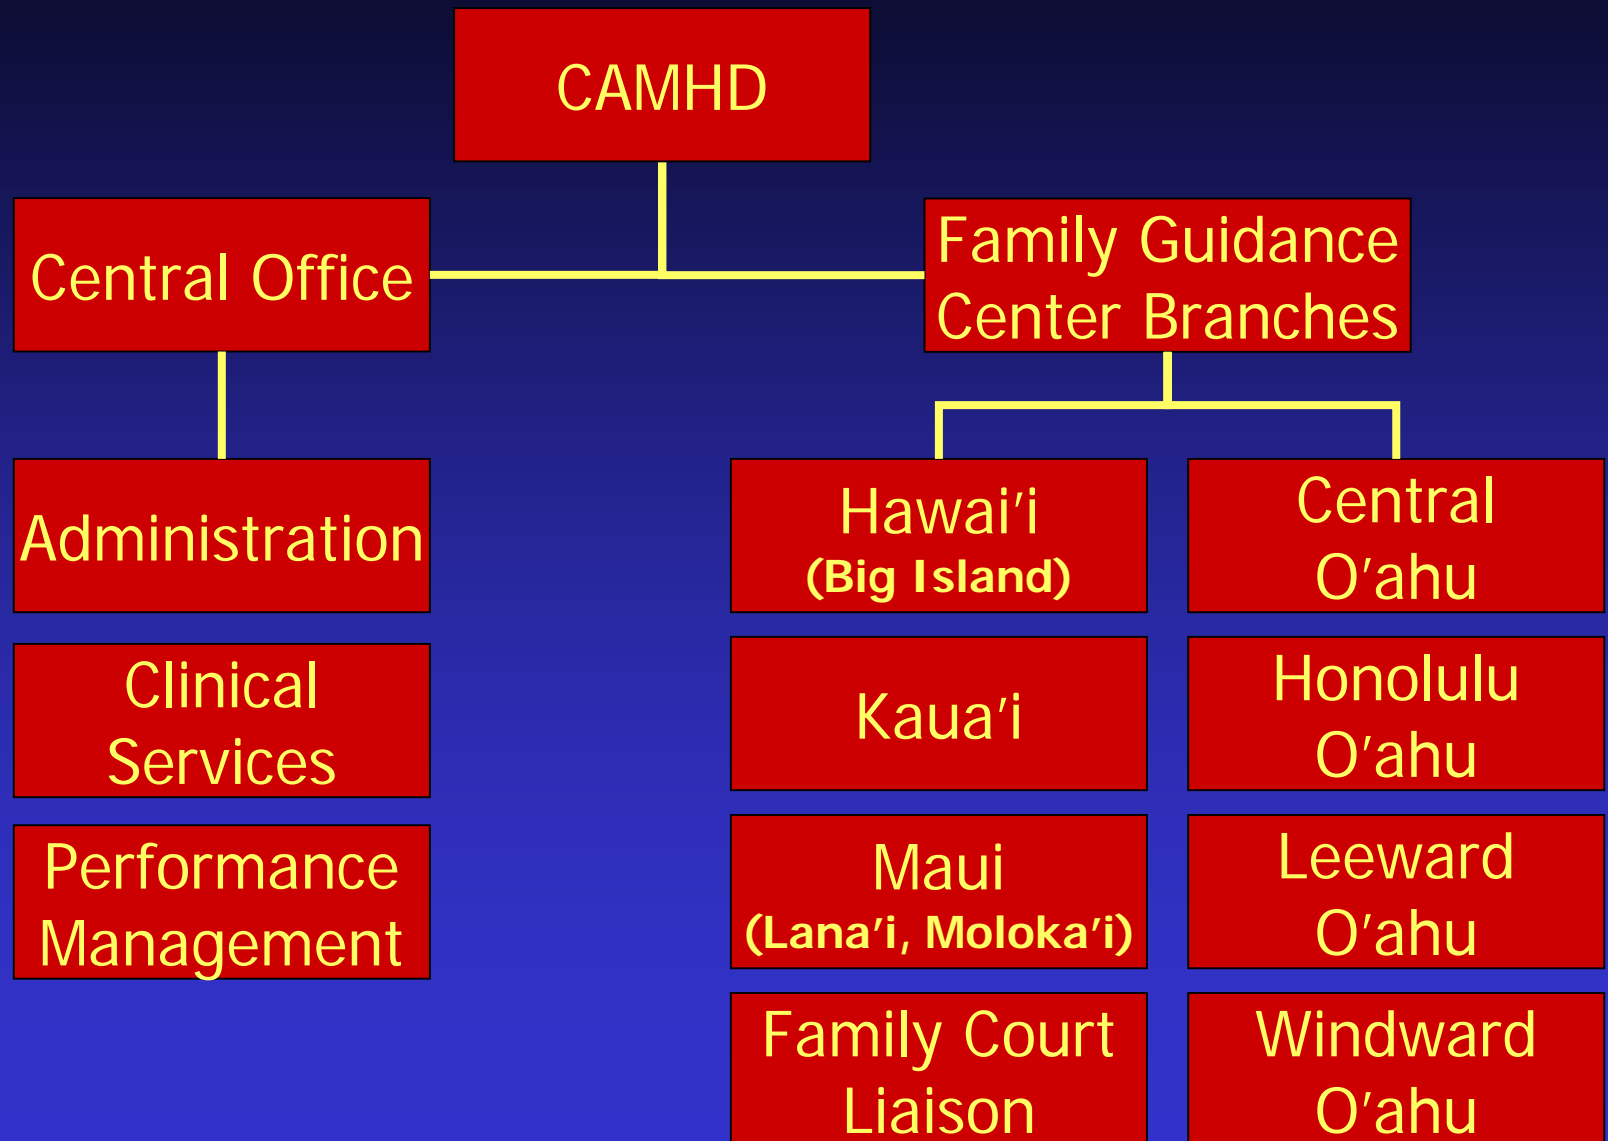 CAMHD
Central Office
Family Guidance
Center Branches
Administration
Clinical
Services
Performance
Management
Hawai'i
(Big Island)
Kaua'i
Maui
(Lana'i, Moloka'i)
Family Court
Liaison
Central
O'ahu
Honolulu
O'ahu
Leeward
O'ahu
Windward
O'ahu